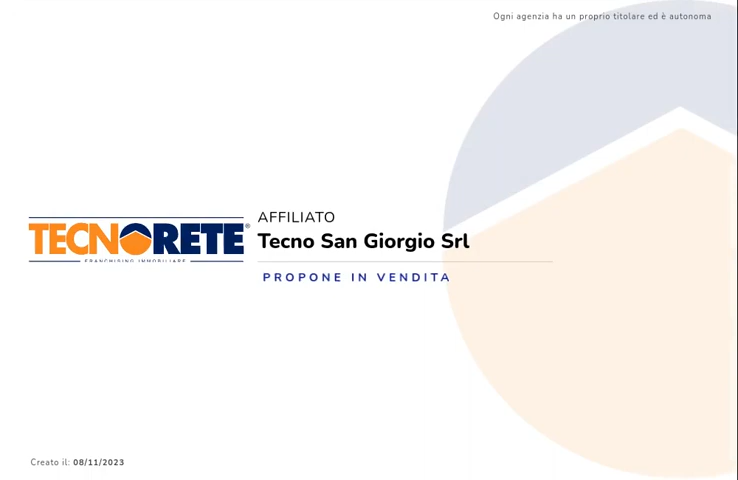 Ogni agenzia ha un proprio titolare ed è autonoma
AFFILIATO
TECNORETE®
Tecno San Giorgio Srl
FRANCHISING IMMOBILIARE
PROPONE IN VENDITA
Creato il: 08/11/2023